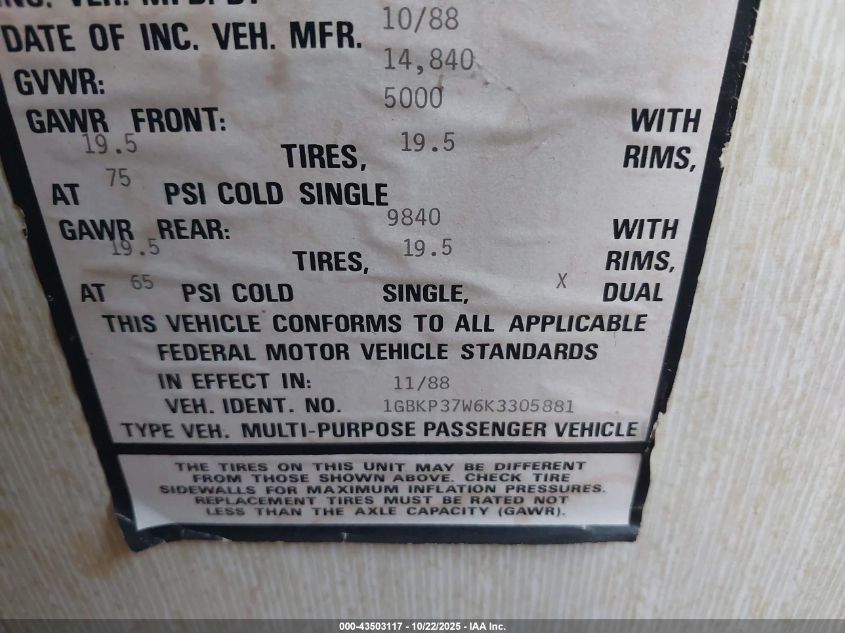 INC. VEH. MFD. BY
DATE OF INC. VEH. MFR. 10/88
GVWR: 14,840
GAWR FRONT: 5000 WITH
19.5 TIRES, 19.5 RIMS,
AT 75 PSI COLD SINGLE
GAWR REAR: 9840 WITH
19.5 TIRES, 19.5 RIMS,
AT 65 PSI COLD SINGLE, X DUAL
THIS VEHICLE CONFORMS TO ALL APPLICABLE
FEDERAL MOTOR VEHICLE STANDARDS
IN EFFECT IN: 11/88
VEH. IDENT. NO. 1GBKP37W6K3305881
TYPE VEH. MULTI-PURPOSE PASSENGER VEHICLE
THE TIRES ON THIS UNIT MAY BE DIFFERENT
FROM THOSE SHOWN ABOVE. CHECK TIRE
SIDEWALLS FOR MAXIMUM INFLATION PRESSURES.
REPLACEMENT TIRES MUST BE RATED NOT
LESS THAN THE AXLE CAPACITY (GAWR).
000-43503117 - 10/22/2025 - IAA Inc.